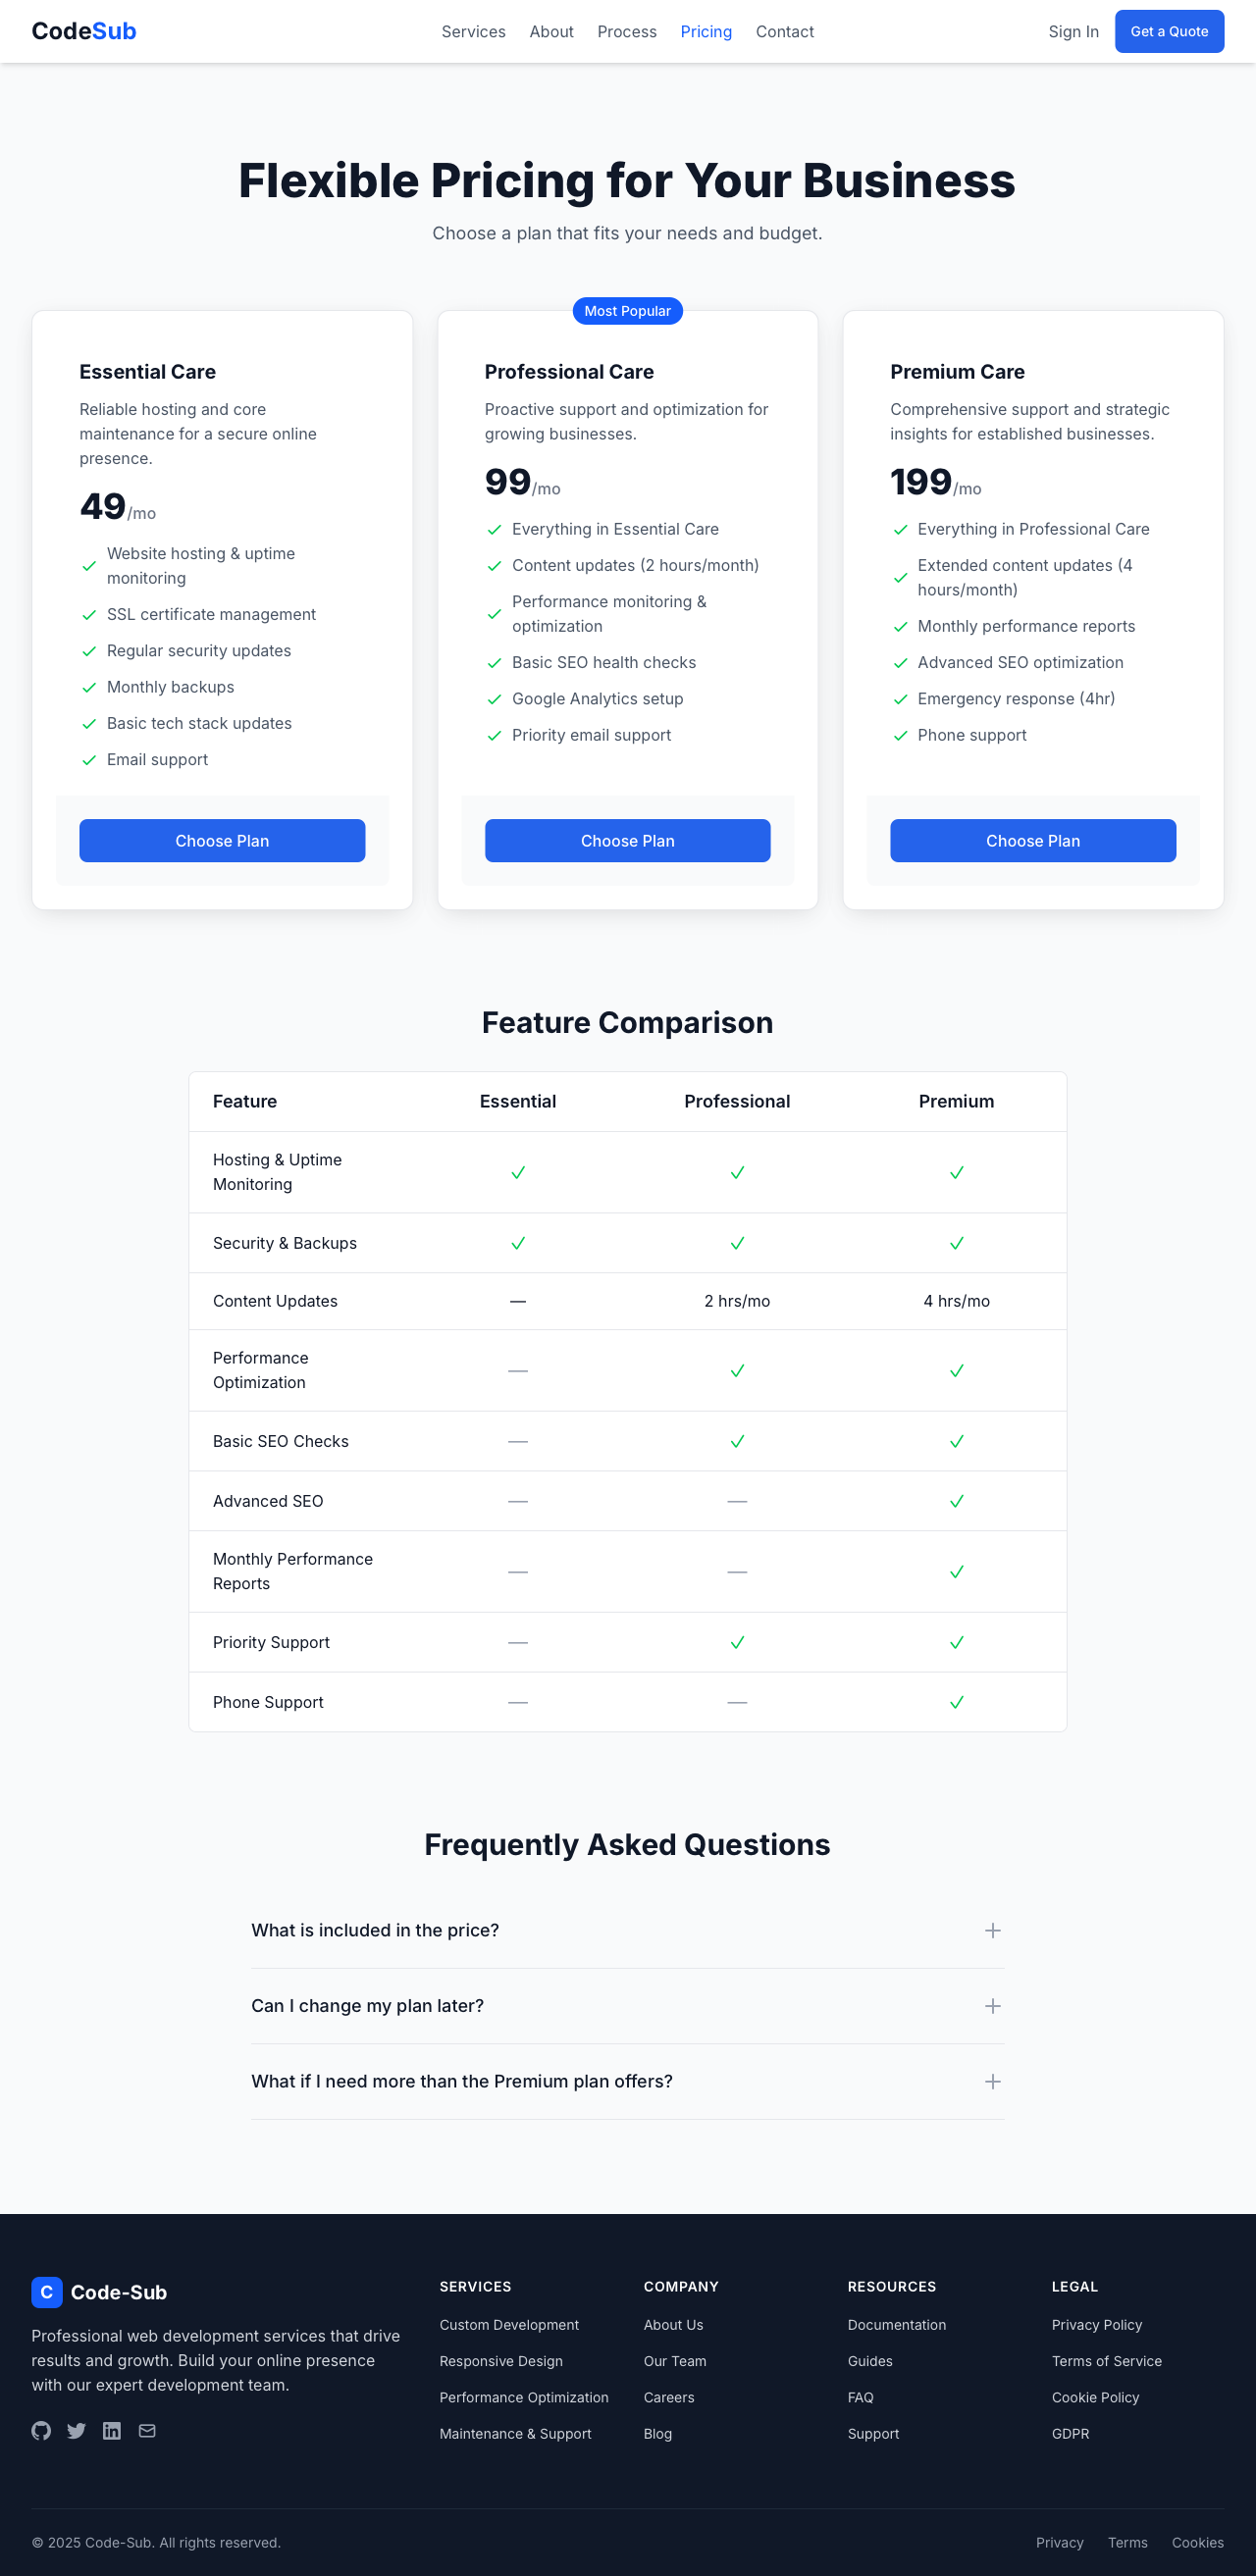 CodeSub
Services About Process Pricing Contact
Sign In Get a Quote
Flexible Pricing for Your Business
Choose a plan that fits your needs and budget.
Essential Care
Reliable hosting and core
maintenance for a secure online
presence.
49/mo
Website hosting & uptime
monitoring
SSL certificate management
Regular security updates
Monthly backups
Basic tech stack updates
Email support
Choose Plan
Most Popular
Professional Care
Proactive support and optimization for
growing businesses.
99/mo
Everything in Essential Care
Content updates (2 hours/month)
Performance monitoring &
optimization
Basic SEO health checks
Google Analytics setup
Priority email support
Choose Plan
Premium Care
Comprehensive support and strategic
insights for established businesses.
199/mo
Everything in Professional Care
Extended content updates (4
hours/month)
Monthly performance reports
Advanced SEO optimization
Emergency response (4hr)
Phone support
Choose Plan
Feature Comparison
Feature Essential Professional Premium
Hosting & Uptime
Monitoring
Security & Backups
Content Updates — 2 hrs/mo 4 hrs/mo
Performance
Optimization
Basic SEO Checks
Advanced SEO
Monthly Performance
Reports
Priority Support
Phone Support
Frequently Asked Questions
What is included in the price?
Can I change my plan later?
What if I need more than the Premium plan offers?
C Code-Sub
Professional web development services that drive
results and growth. Build your online presence
with our expert development team.
SERVICES
Custom Development
Responsive Design
Performance Optimization
Maintenance & Support
COMPANY
About Us
Our Team
Careers
Blog
RESOURCES
Documentation
Guides
FAQ
Support
LEGAL
Privacy Policy
Terms of Service
Cookie Policy
GDPR
© 2025 Code-Sub. All rights reserved.
Privacy Terms Cookies